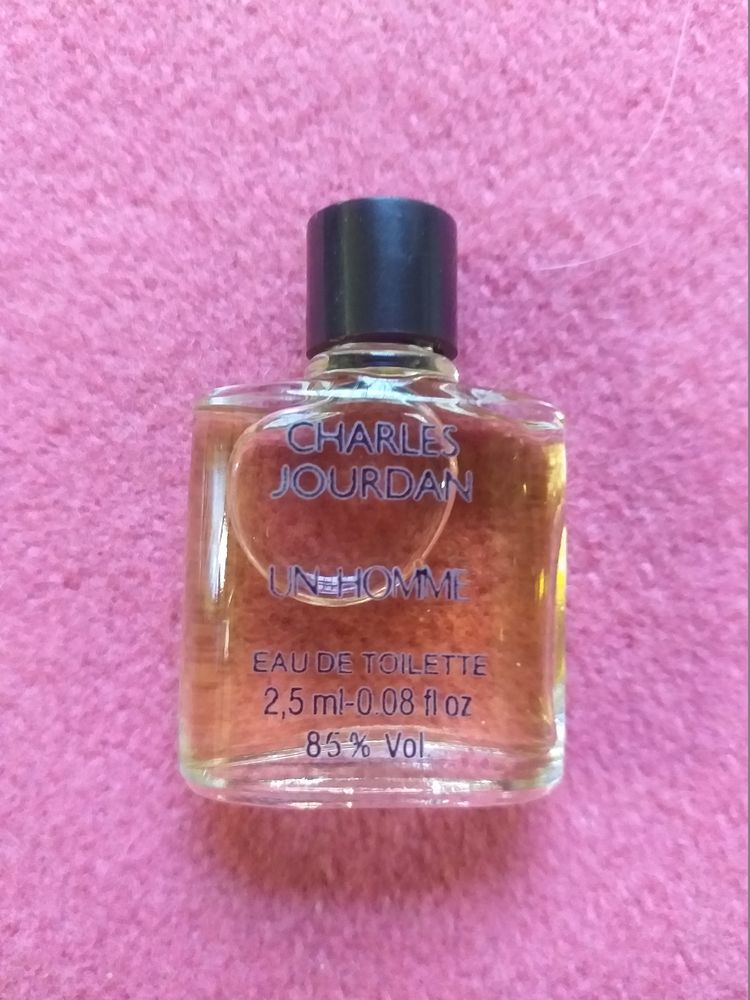 CHARLES
JOURDAN
UN HOMME
EAU DE TOILETTE
2,5 ml-0.08 fl oz
85% Vol.